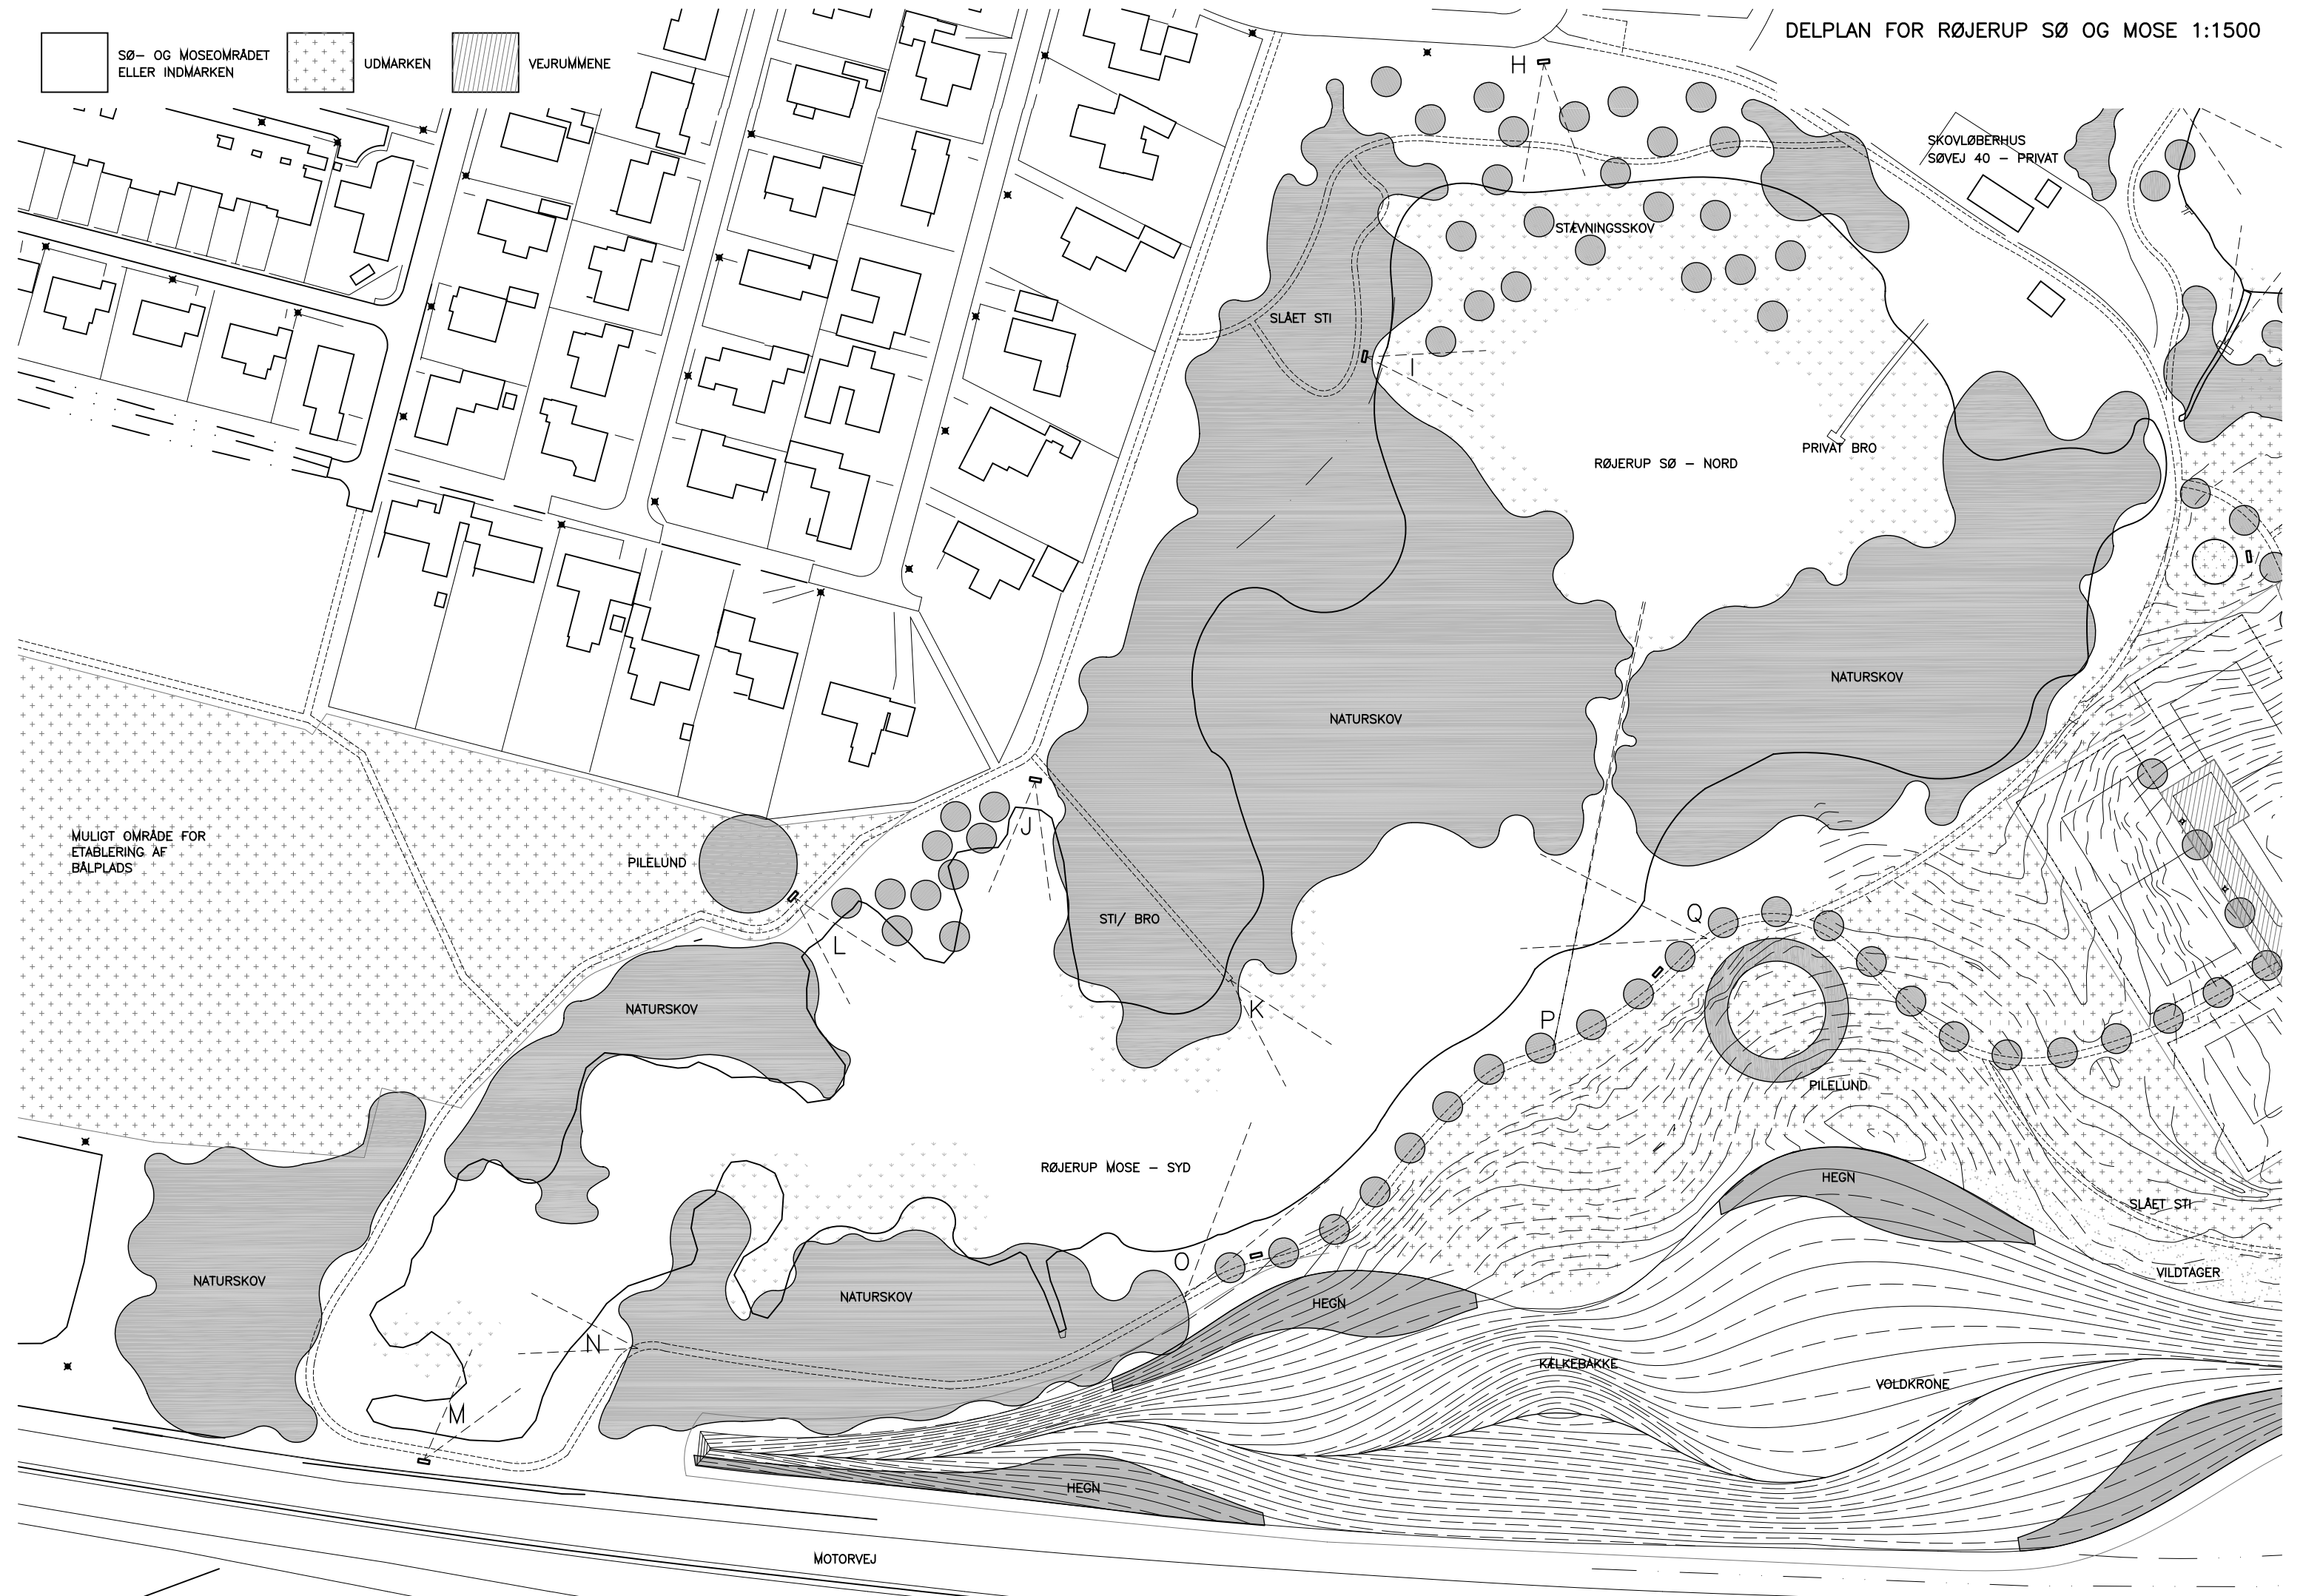 DELPLAN FOR RØJERUP SØ OG MOSE 1:1500
SØ- OG MOSEOMRÅDET
ELLER INDMARKEN
UDMARKEN
VEJRUMMENE
H
SKOVLØBERHUS
SØVEJ 40 - PRIVAT
STÆVNINGSSKOV
SLÅET STI
I
PRIVAT BRO
RØJERUP SØ - NORD
NATURSKOV
NATURSKOV
MULIGT OMRÅDE FOR
ETABLERING AF
BÅLPLADS
PILELUND
J
STI/ BRO
Q
L
NATURSKOV
K
P
PILELUND
RØJERUP MOSE - SYD
HEGN
SLÅET STI
O
VILDTAGER
NATURSKOV
NATURSKOV
HEGN
N
KÆLKEBAKKE
VOLDKRONE
M
HEGN
MOTORVEJ